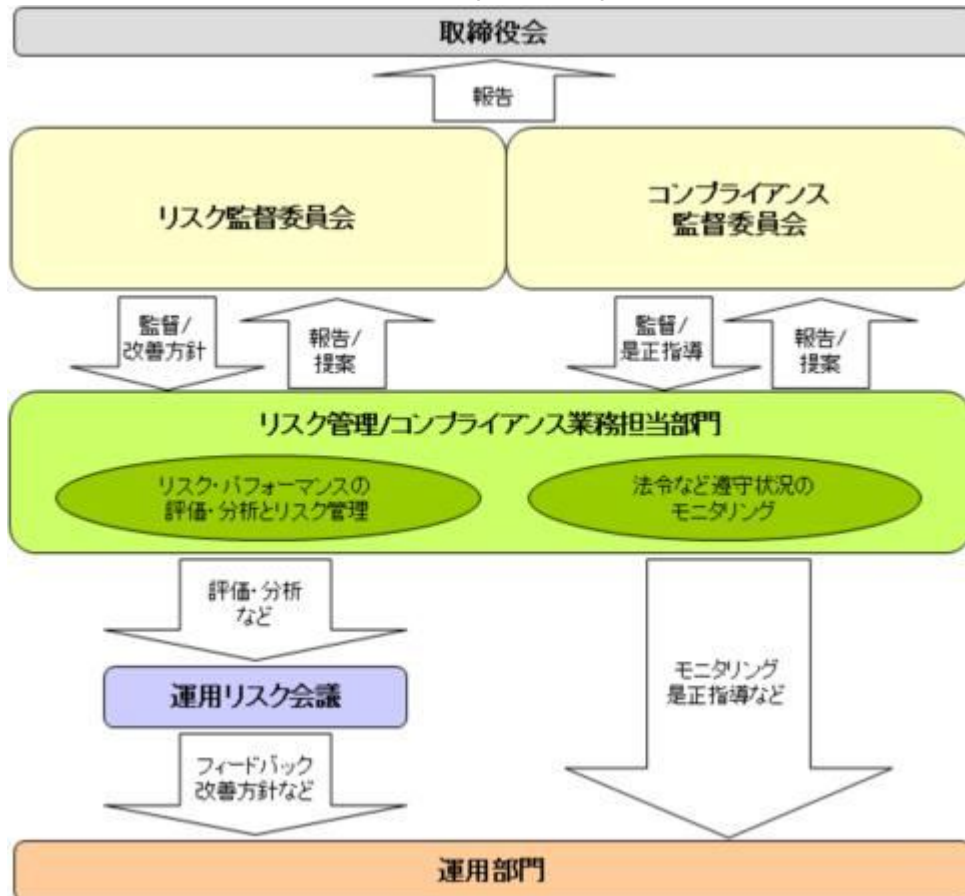 取締役会
報告
リスク監督委員会
コンプライアンス
監督委員会
監督/
改善方針
報告/
提案
監督/
是正指導
報告/
提案
リスク管理/コンプライアンス業務担当部門
リスク・パフォーマンスの
評価・分析とリスク管理
法令など遵守状況の
モニタリング
評価・分析
など
運用リスク会議
モニタリング
是正指導など
フィードバック
改善方針など
運用部門